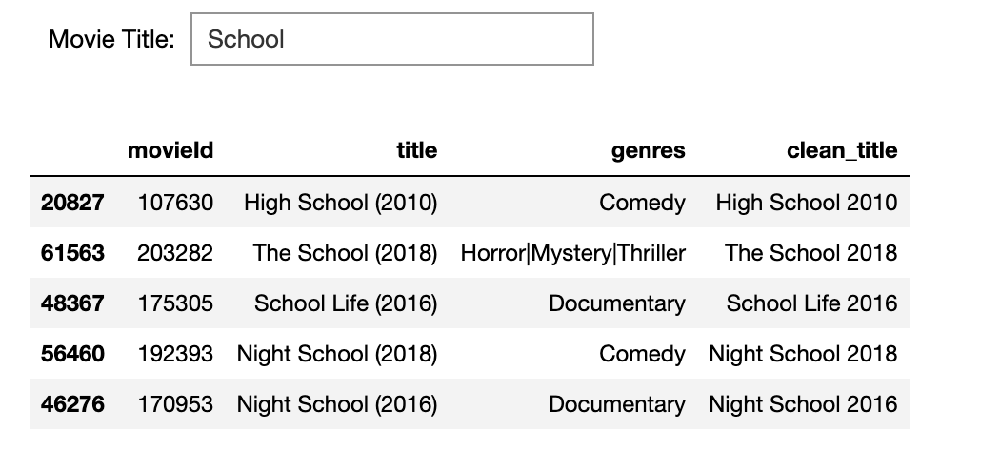 Movie Title: School
movieId title genres clean_title
20827 107630 High School (2010) Comedy High School 2010
61563 203282 The School (2018) Horror|Mystery|Thriller The School 2018
48367 175305 School Life (2016) Documentary School Life 2016
56460 192393 Night School (2018) Comedy Night School 2018
46276 170953 Night School (2016) Documentary Night School 2016